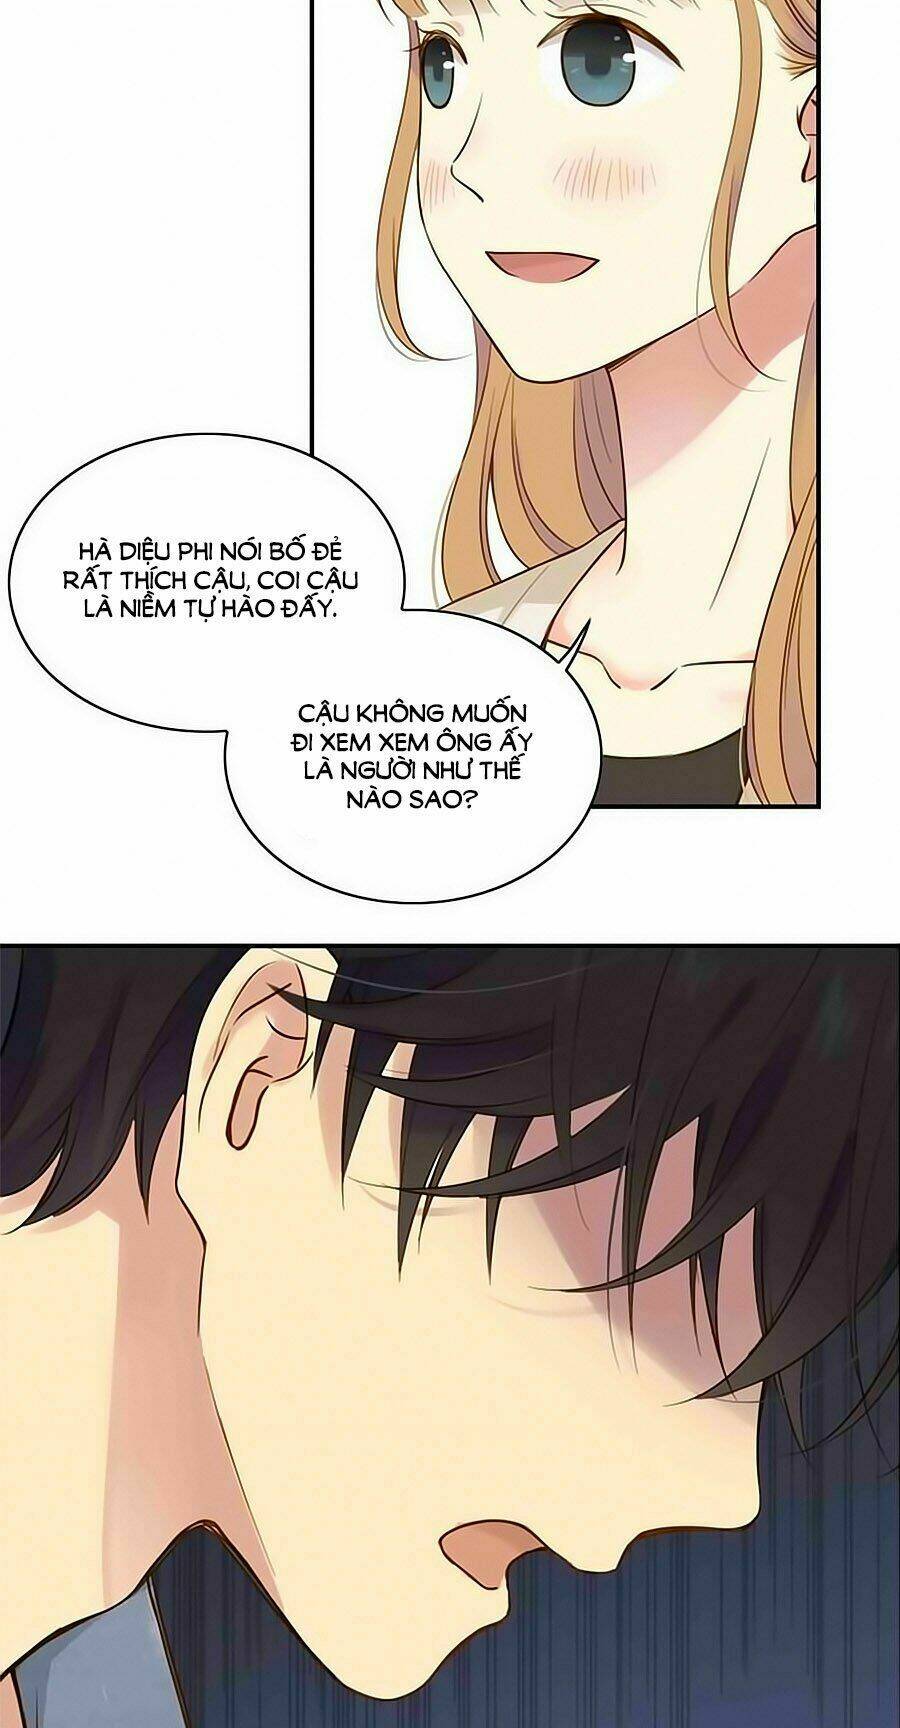 HÀ DIỆU PHI NÓI BỐ ĐẺ
RẤT THÍCH CẬU, COI CẬU
LÀ NIỀM TỰ HÀO ĐẤY.
CẬU KHÔNG MUỐN
ĐI XEM XEM ÔNG ẤY
LÀ NGƯỜI NHƯ THẾ
NÀO SAO?